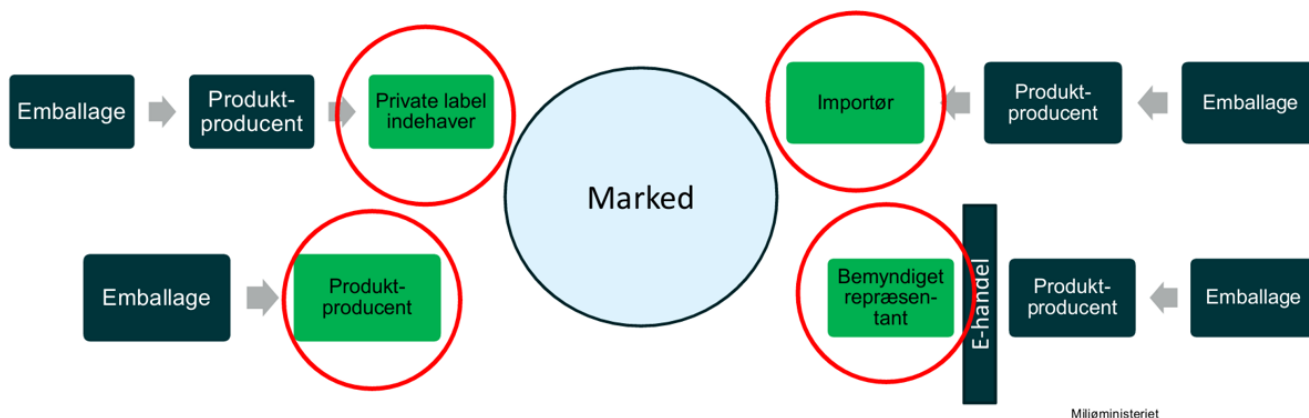 Emballage
Produkt-
producent
Private label
indehaver
Marked
Importør
Produkt-
producent
Emballage
Emballage
Produkt-
producent
Bemyndiget
repræsen-
tant
E-handel
Produkt-
producent
Emballage
Miljøministeriet